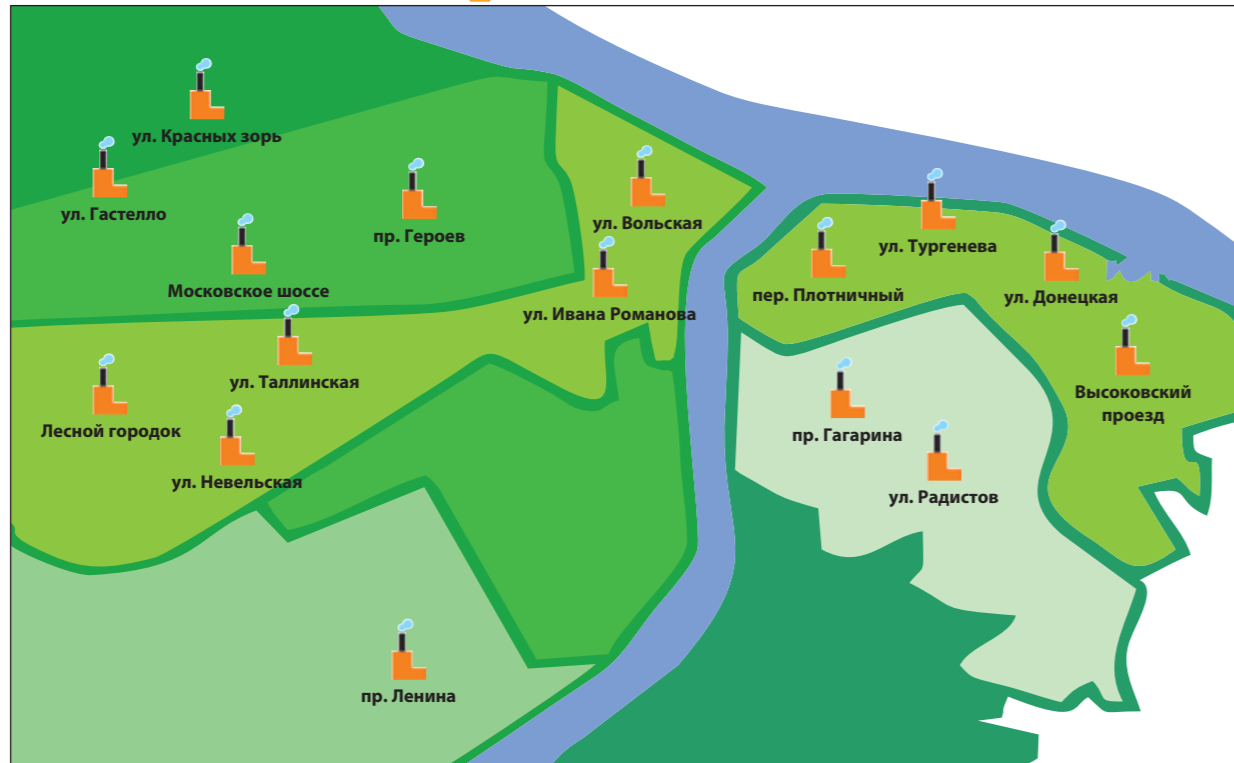 ул. Красных зорь
ул. Гастелло
пр. Героев
ул. Вольская
ул. Тургенева
Московское шоссе
пер. Плотничный
ул. Донецкая
ул. Ивана Романова
ул. Таллинская
Высоковский
проезд
Лесной городок
пр. Гагарина
ул. Невельская
ул. Радистов
пр. Ленина